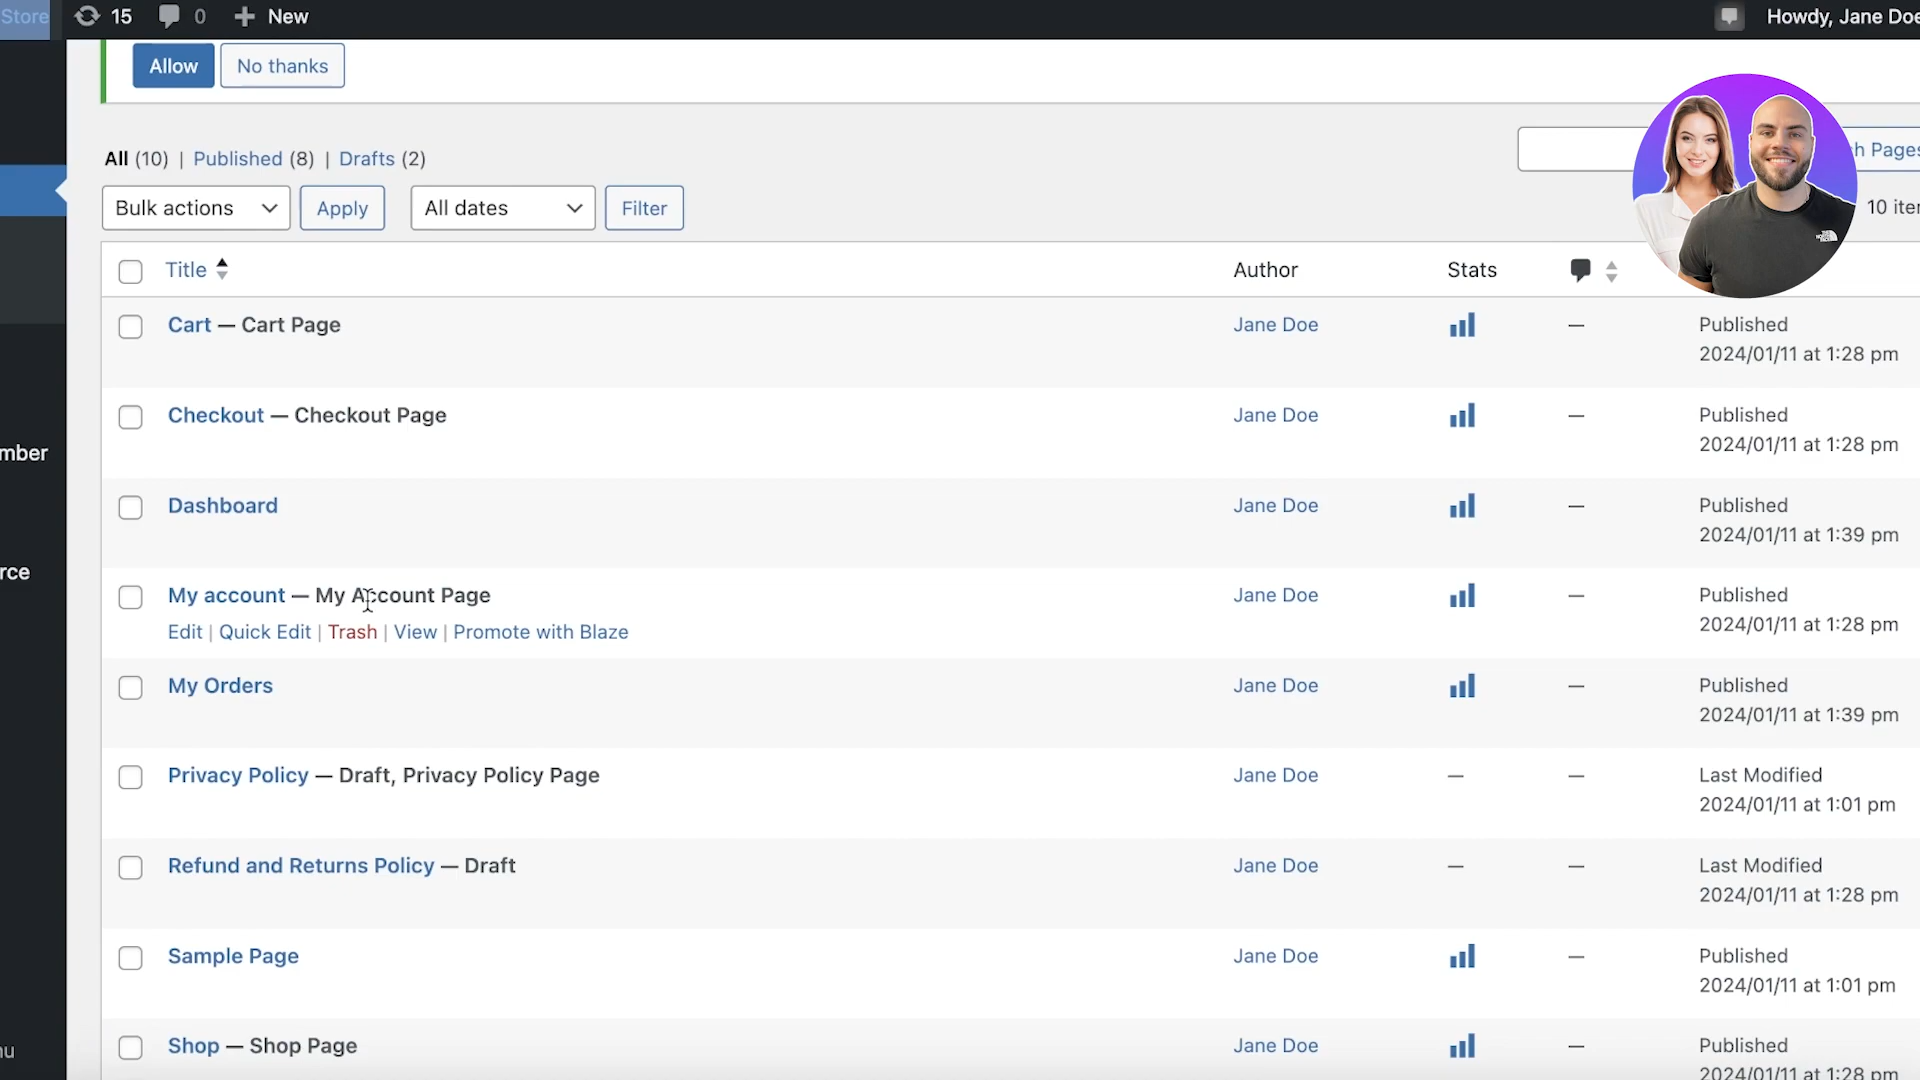 Store 15 0 New Howdy, Jane Doe
Allow No thanks
All (10) | Published (8) | Drafts (2)
h Pages
Bulk actions Apply All dates Filter
10 iter
Title Author Stats
Cart — Cart Page Jane Doe — Published
2024/01/11 at 1:28 pm
Checkout — Checkout Page Jane Doe — Published
2024/01/11 at 1:28 pm
mber
Dashboard Jane Doe — Published
2024/01/11 at 1:39 pm
rce
My account — My Account Page Jane Doe — Published
2024/01/11 at 1:28 pm
Edit | Quick Edit | Trash | View | Promote with Blaze
My Orders Jane Doe — Published
2024/01/11 at 1:39 pm
Privacy Policy — Draft, Privacy Policy Page Jane Doe — — Last Modified
2024/01/11 at 1:01 pm
Refund and Returns Policy — Draft Jane Doe — — Last Modified
2024/01/11 at 1:28 pm
Sample Page Jane Doe — Published
2024/01/11 at 1:01 pm
Shop — Shop Page Jane Doe — Published
2024/01/11 at 1:28 pm